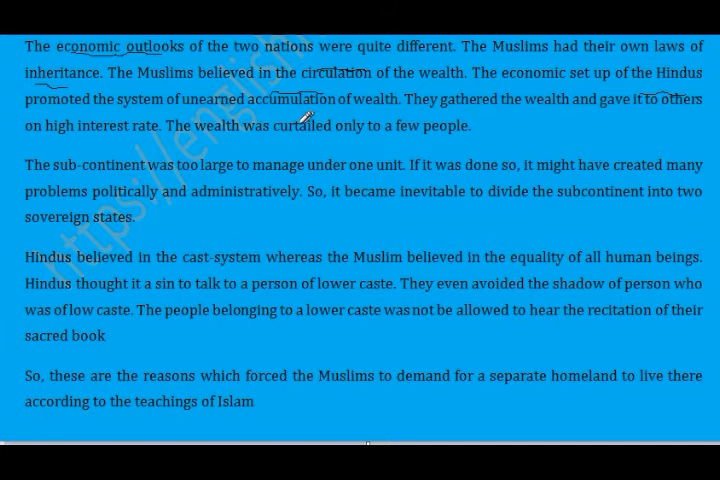 The economic outlooks of the two nations were quite different. The Muslims had their own laws of
inheritance. The Muslims believed in the circulation of the wealth. The economic set up of the Hindus
promoted the system of unearned accumulation of wealth. They gathered the wealth and gave it to others
on high interest rate. The wealth was curtailed only to a few people.
The sub-continent was too large to manage under one unit. If it was done so, it might have created many
problems politically and administratively. So, it became inevitable to divide the subcontinent into two
sovereign states.
Hindus believed in the cast-system whereas the Muslim believed in the equality of all human beings.
Hindus thought it a sin to talk to a person of lower caste. They even avoided the shadow of person who
was of low caste. The people belonging to a lower caste was not be allowed to hear the recitation of their
sacred book
So, these are the reasons which forced the Muslims to demand for a separate homeland to live there
according to the teachings of Islam
https://english